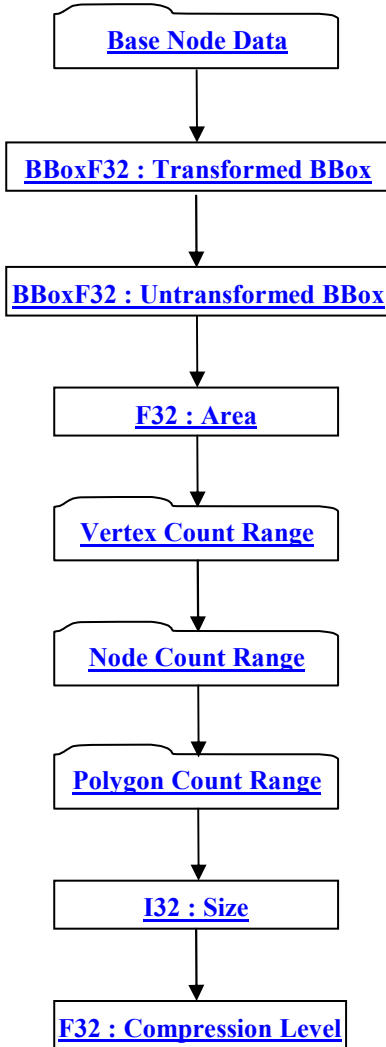 Base Node Data
BBoxF32 : Transformed BBox
BBoxF32 : Untransformed BBox
F32 : Area
Vertex Count Range
Node Count Range
Polygon Count Range
I32 : Size
F32 : Compression Level